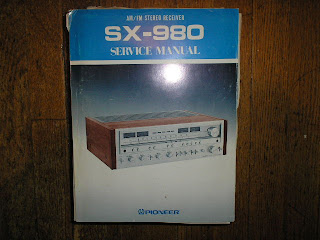 AM/FM STEREO RECEIVER
SX-980
SERVICE MANUAL
PIONEER